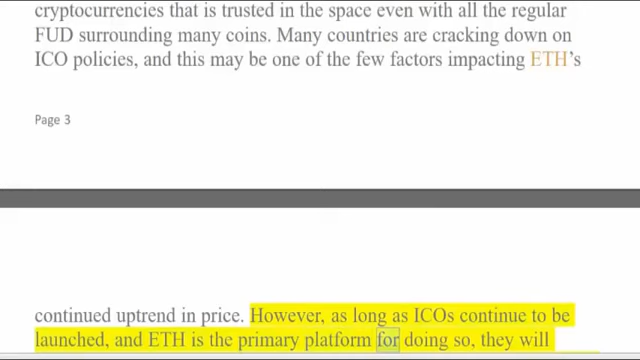 cryptocurrencies that is trusted in the space even with all the regular
FUD surrounding many coins. Many countries are cracking down on
ICO policies, and this may be one of the few factors impacting ETH’s
Page 3
continued uptrend in price. However, as long as ICOs continue to be
launched, and ETH is the primary platform for doing so, they will